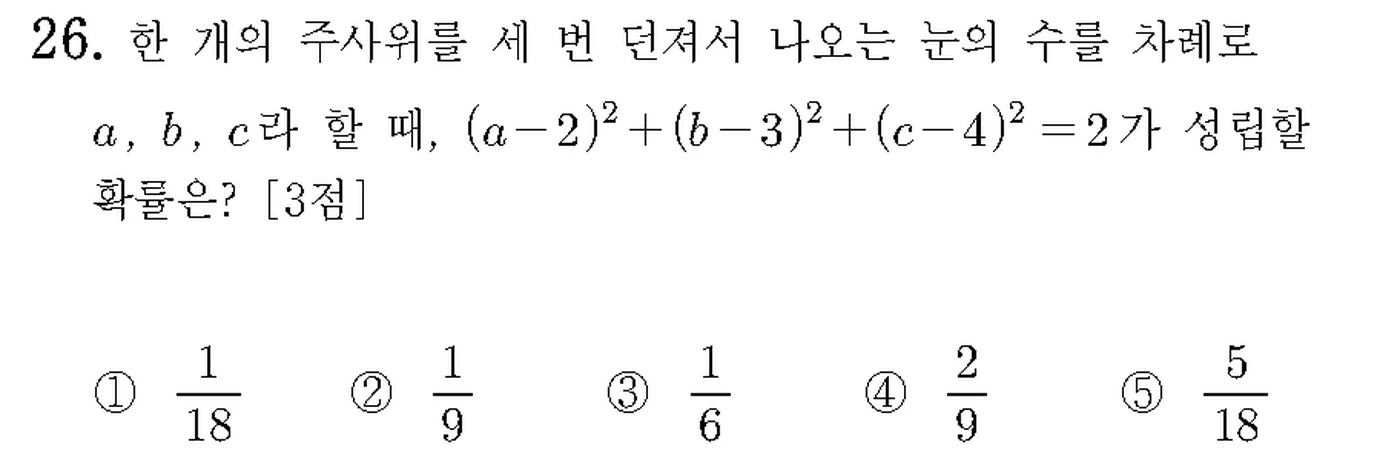 26. 한 개의 주사위를 세 번 던져서 나오는 눈의 수를 차례로
a, b, c라 할 때, (a−2)²+(b−3)²+(c−4)²=2가 성립할
확률은? [3점]
① 1/18 ② 1/9 ③ 1/6 ④ 2/9 ⑤ 5/18